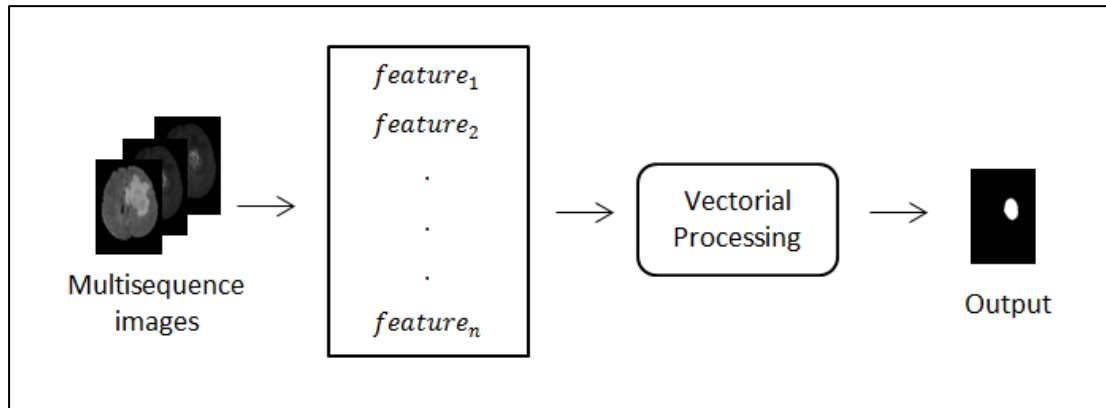 feature₁
feature₂
.
.
.
featureₙ
Multisequence
images
Vectorial
Processing
Output